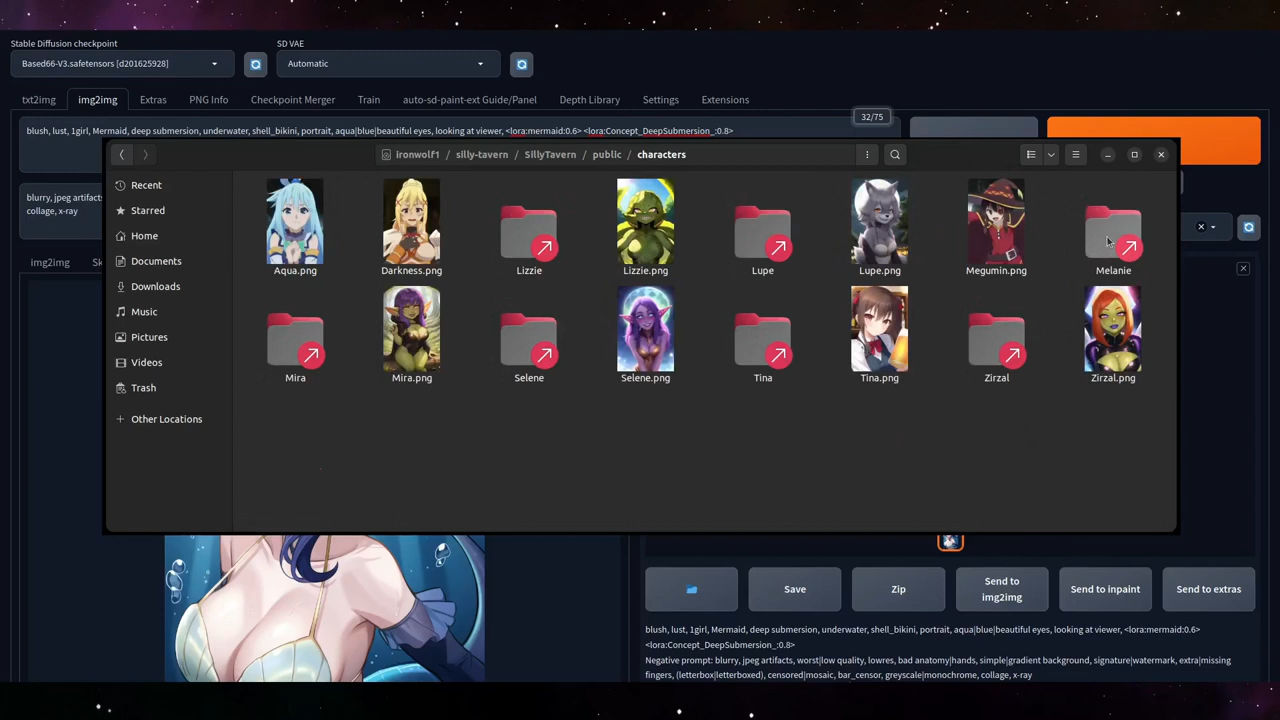 Stable Diffusion checkpoint
SD VAE
Based66-V3.safetensors [d201625928]
Automatic
txt2img
img2img
Extras
PNG Info
Checkpoint Merger
Train
auto-sd-paint-ext Guide/Panel
Depth Library
Settings
Extensions
32/75
blush, lust, 1girl, Mermaid, deep submersion, underwater, shell_bikini, portrait, aqua|blue|beautiful eyes, looking at viewer, <lora:mermaid:0.6> <lora:Concept_DeepSubmersion_:0.8>
blurry, jpeg artifacts
collage, x-ray
img2img
Sk
ironwolf1 / silly-tavern / SillyTavern / public / characters
Recent
Starred
Home
Documents
Downloads
Music
Pictures
Videos
Trash
Other Locations
Aqua.png
Darkness.png
Lizzie
Lizzie.png
Lupe
Lupe.png
Megumin.png
Melanie
Mira
Mira.png
Selene
Selene.png
Tina
Tina.png
Zirzal
Zirzal.png
Save
Zip
Send to
img2img
Send to inpaint
Send to extras
blush, lust, 1girl, Mermaid, deep submersion, underwater, shell_bikini, portrait, aqua|blue|beautiful eyes, looking at viewer, <lora:mermaid:0.6>
<lora:Concept_DeepSubmersion_:0.8>
Negative prompt: blurry, jpeg artifacts, worst|low quality, lowres, bad anatomy|hands, simple|gradient background, signature|watermark, extra|missing
fingers, (letterbox|letterboxed), censored|mosaic, bar_censor, greyscale|monochrome, collage, x-ray